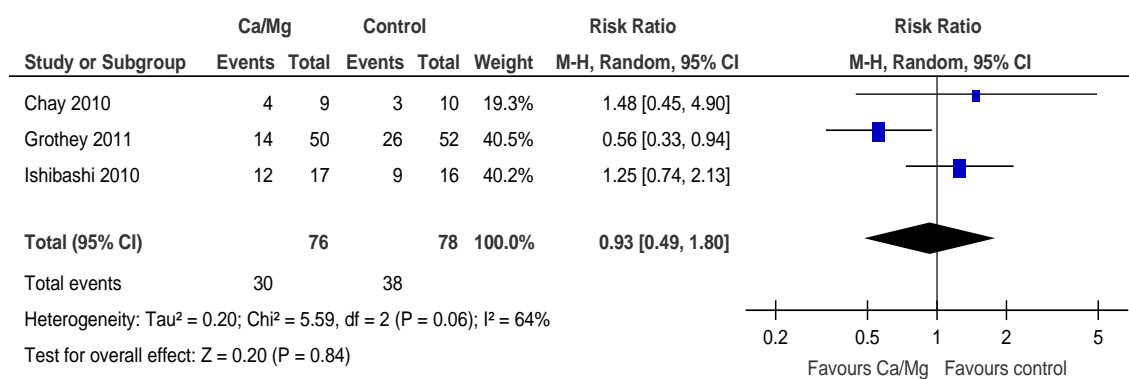 Ca/Mg Control Risk Ratio Risk Ratio
Study or Subgroup Events Total Events Total Weight M-H, Random, 95% CI M-H, Random, 95% CI
Chay 2010 4 9 3 10 19.3% 1.48 [0.45, 4.90]
Grothey 2011 14 50 26 52 40.5% 0.56 [0.33, 0.94]
Ishibashi 2010 12 17 9 16 40.2% 1.25 [0.74, 2.13]
Total (95% CI) 76 78 100.0% 0.93 [0.49, 1.80]
Total events 30 38
Heterogeneity: Tau² = 0.20; Chi² = 5.59, df = 2 (P = 0.06); I² = 64%
Test for overall effect: Z = 0.20 (P = 0.84)
0.2 0.5 1 2 5
Favours Ca/Mg Favours control